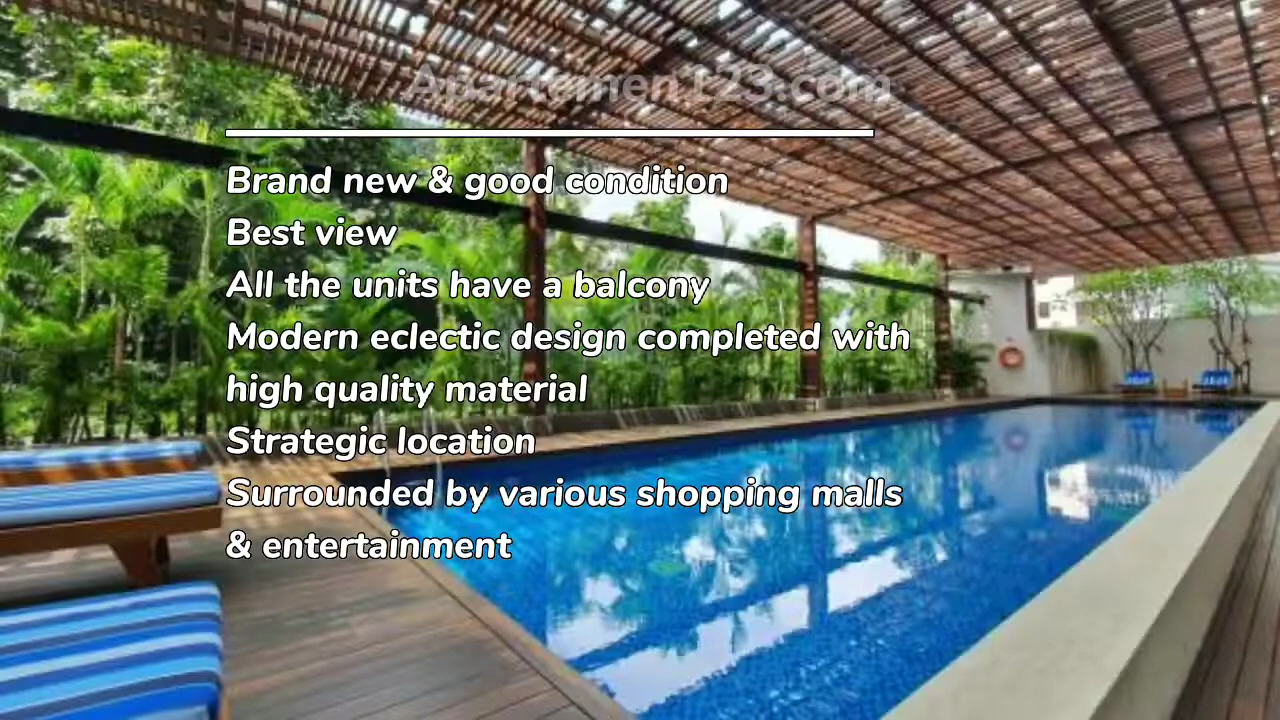 Apartemen123.com
Brand new & good condition
Best view
All the units have a balcony
Modern eclectic design completed with
high quality material
Strategic location
Surrounded by various shopping malls
& entertainment